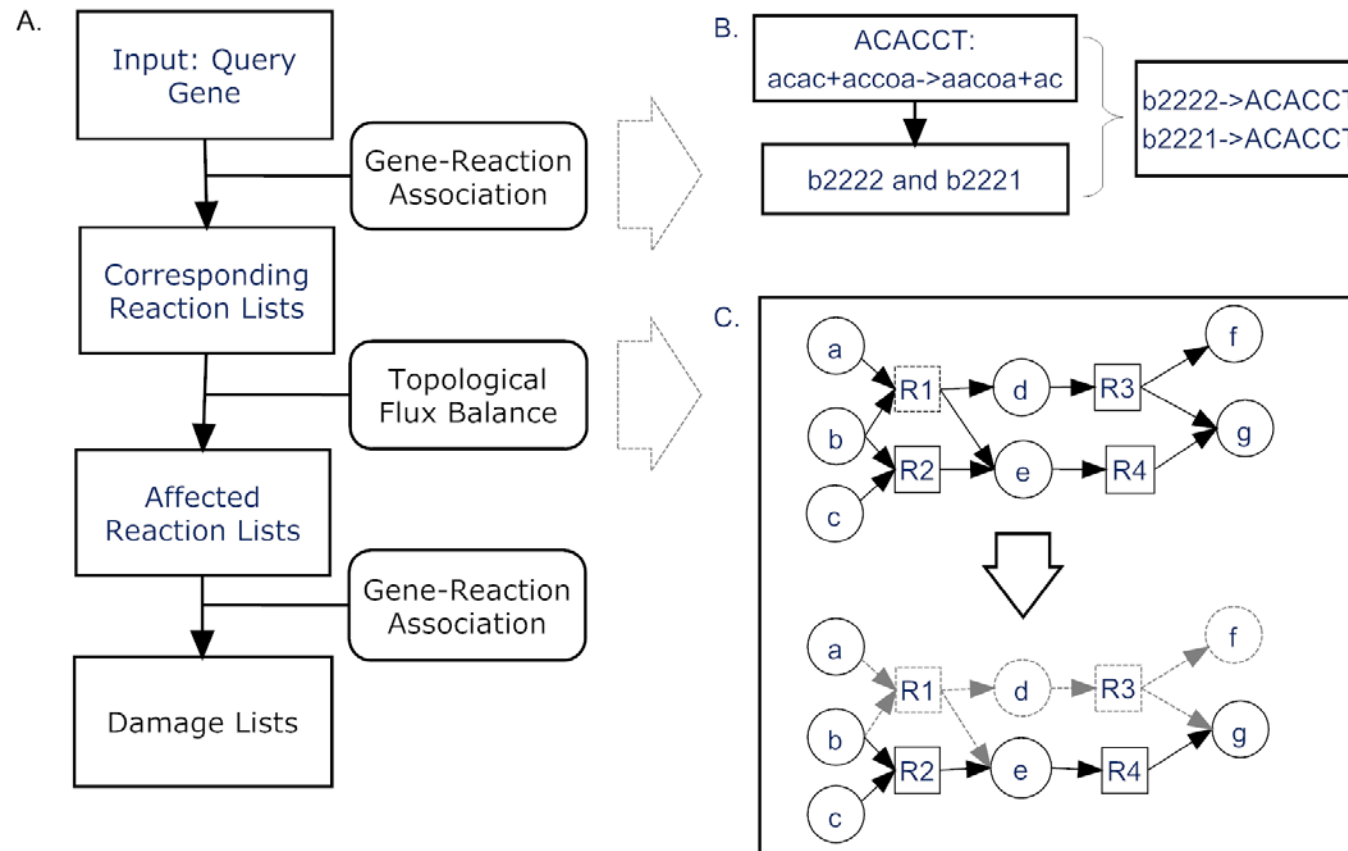 A.
Input: Query
Gene
Gene-Reaction
Association
Corresponding
Reaction Lists
Topological
Flux Balance
Affected
Reaction Lists
Gene-Reaction
Association
Damage Lists
B.
ACACCT:
acac+accoa->aacoa+ac
b2222 and b2221
b2222->ACACCT
b2221->ACACCT
C.
a
b
c
R1
R2
d
e
R3
R4
f
g
a
b
c
R1
R2
d
e
R3
R4
f
g